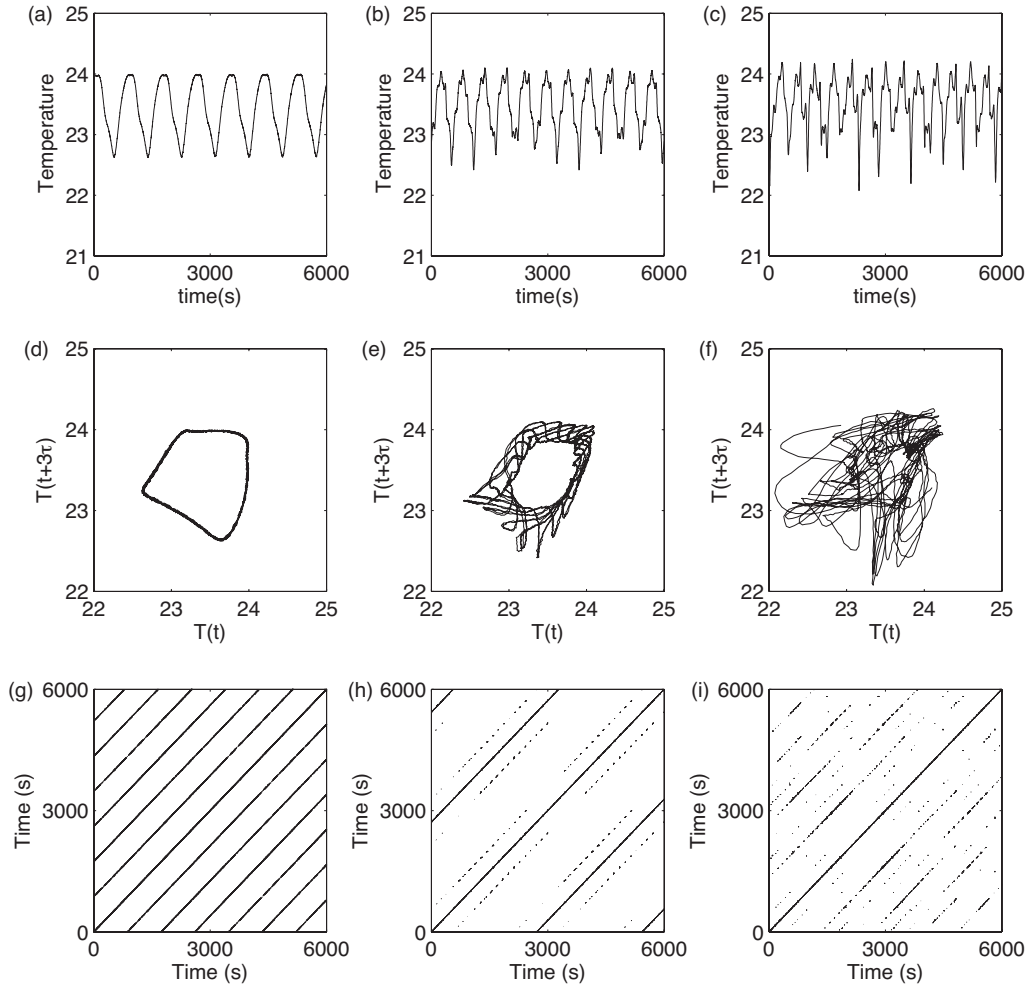 (a) 25 (b) 25 (c) 25
24 24 24
Temperature Temperature Temperature
23 23 23
22 22 22
21 21 21
0 3000 6000 0 3000 6000 0 3000 6000
time(s) time(s) time(s)
(d) 25 (e) 25 (f) 25
24 24 24
T(t+3τ) T(t+3τ) T(t+3τ)
23 23 23
22 22 22
22 23 24 25 22 23 24 25 22 23 24 25
T(t) T(t) T(t)
(g) 6000 (h) 6000 (i) 6000
Time (s) Time (s) Time (s)
3000 3000 3000
0 0 0
0 3000 6000 0 3000 6000 0 3000 6000
Time (s) Time (s) Time (s)